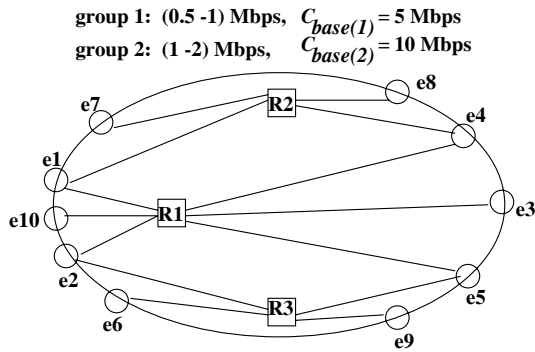 group 1: (0.5 -1) Mbps, C_base(1) = 5 Mbps
group 2: (1 -2) Mbps, C_base(2) = 10 Mbps
e8
e7
R2
e4
e1
e10
R1
e3
e2
e5
e6
R3
e9